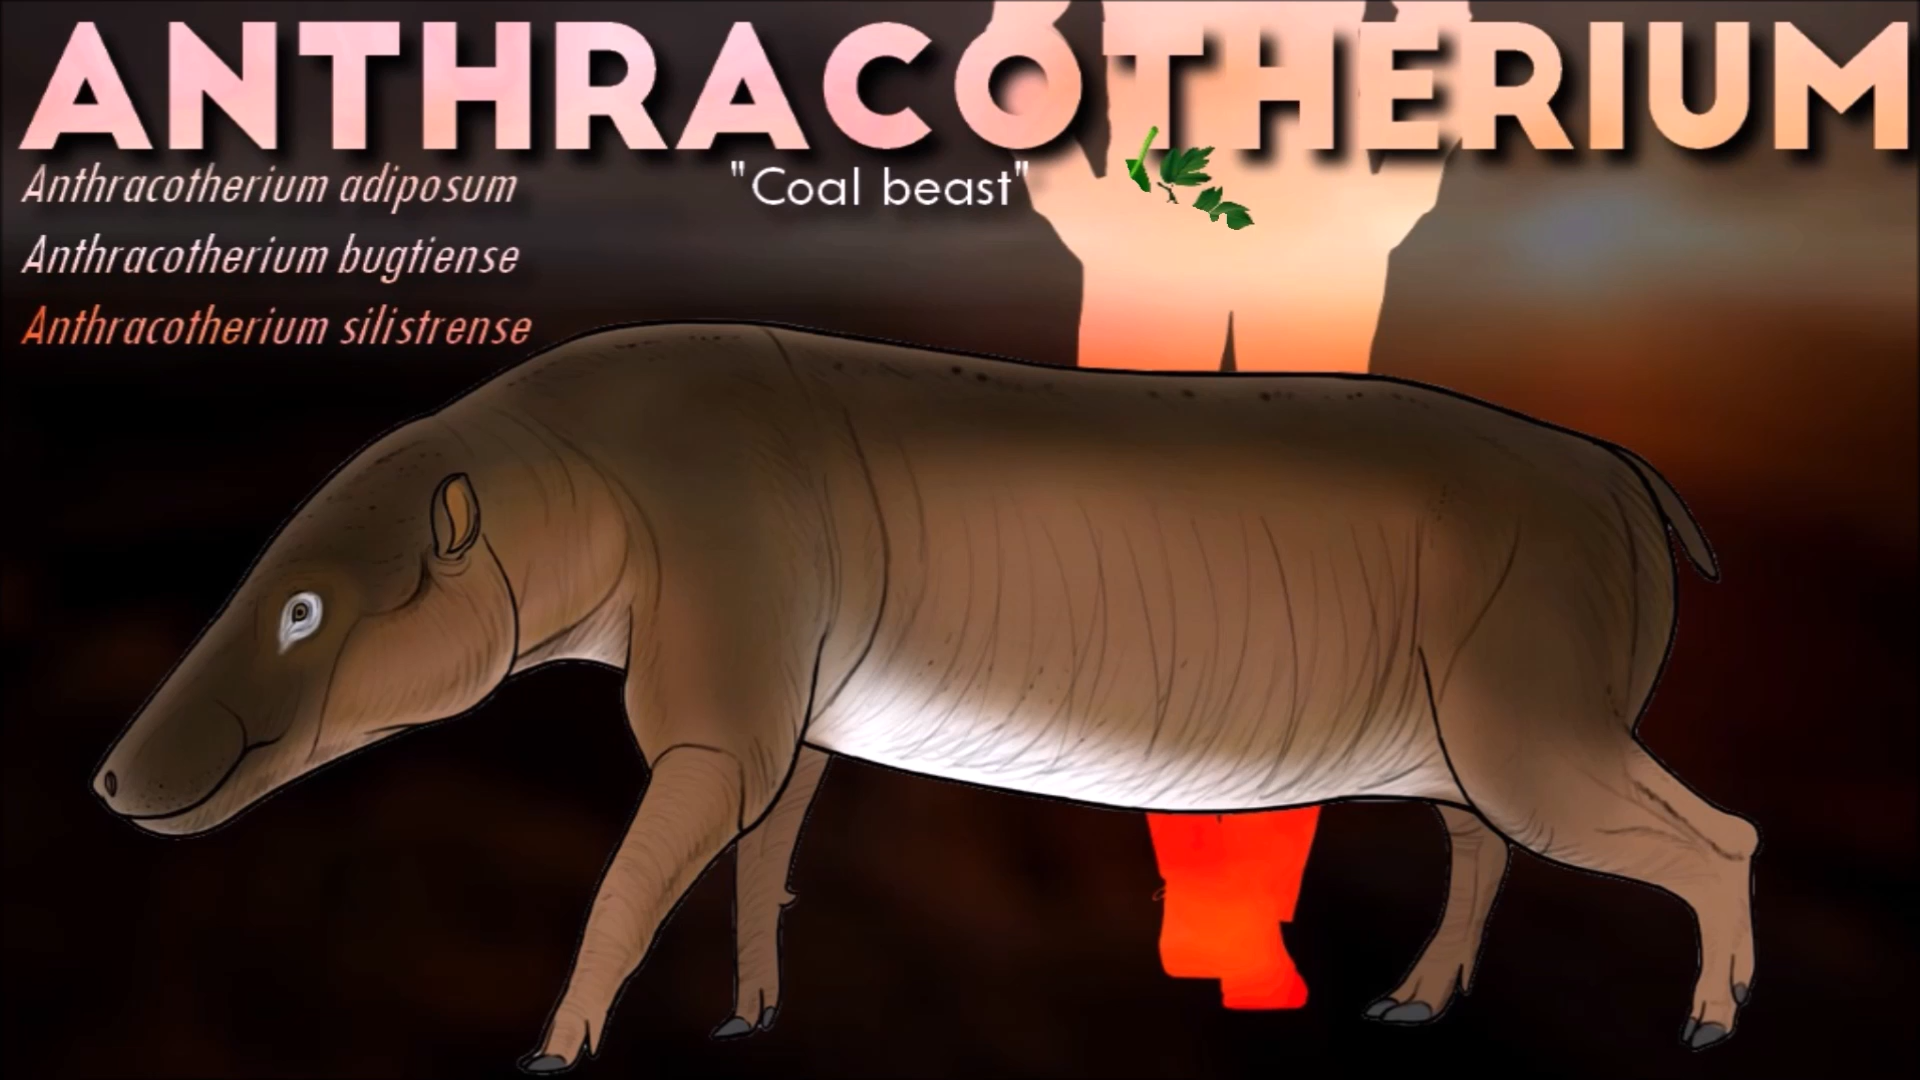 ANTHRACOTHERIUM
Anthracotherium adiposum
"Coal beast"
Anthracotherium bugtiense
Anthracotherium silistrense